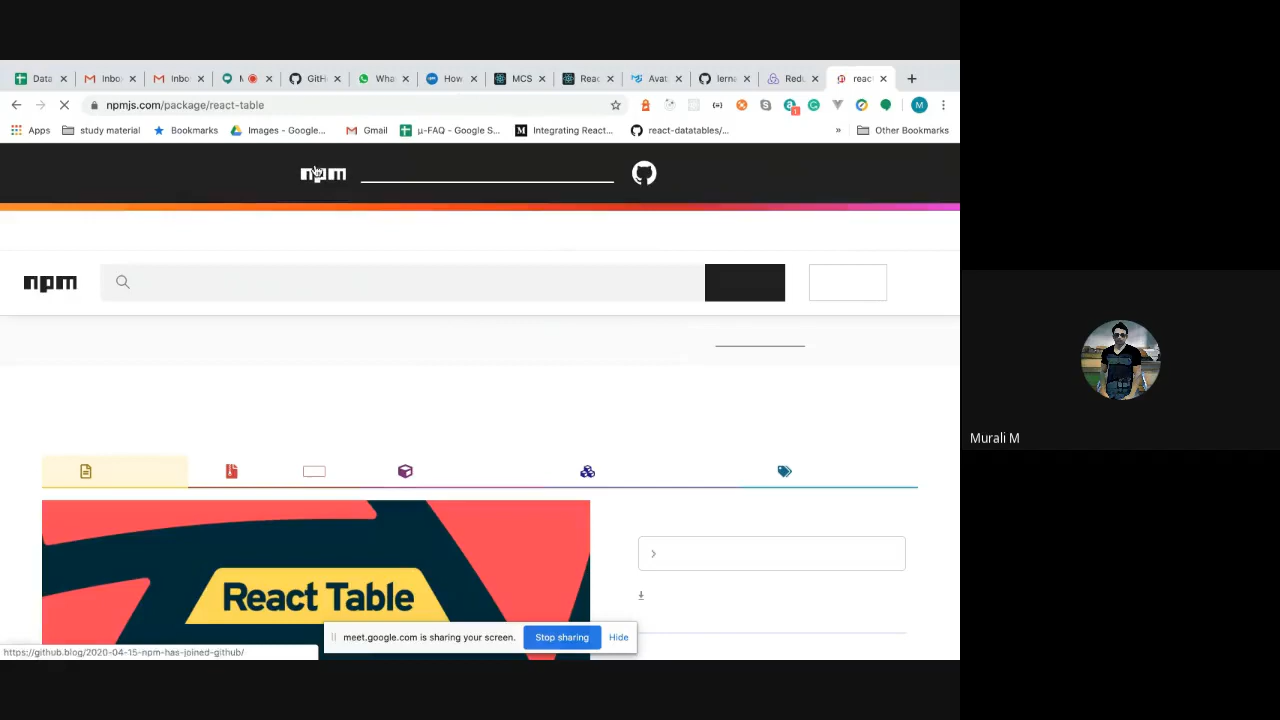 Data Inbo Inbo M GitH Wha How MCS Reac Avat lerna Redu react
npmjs.com/package/react-table
M
1
Apps study material Bookmarks Images - Google... Gmail μ-FAQ - Google S... Integrating React... react-datatables/... » Other Bookmarks
npm
npm
React Table
meet.google.com is sharing your screen. Stop sharing Hide
https://github.blog/2020-04-15-npm-has-joined-github/
Murali M